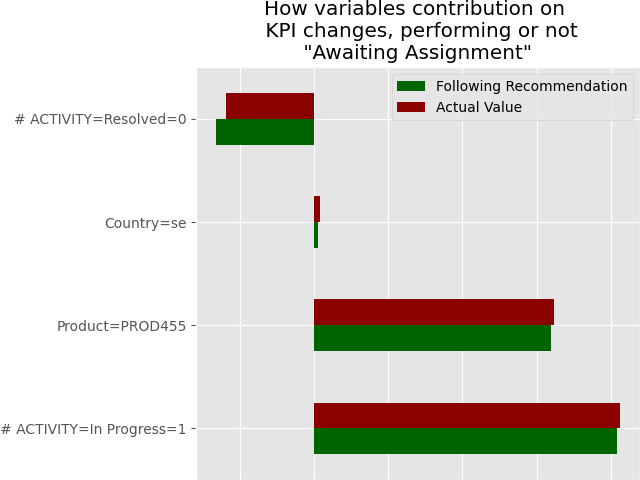 How variables contribution on
KPI changes, performing or not
"Awaiting Assignment"
Following Recommendation
Actual Value
# ACTIVITY=Resolved=0
Country=se
Product=PROD455
# ACTIVITY=In Progress=1